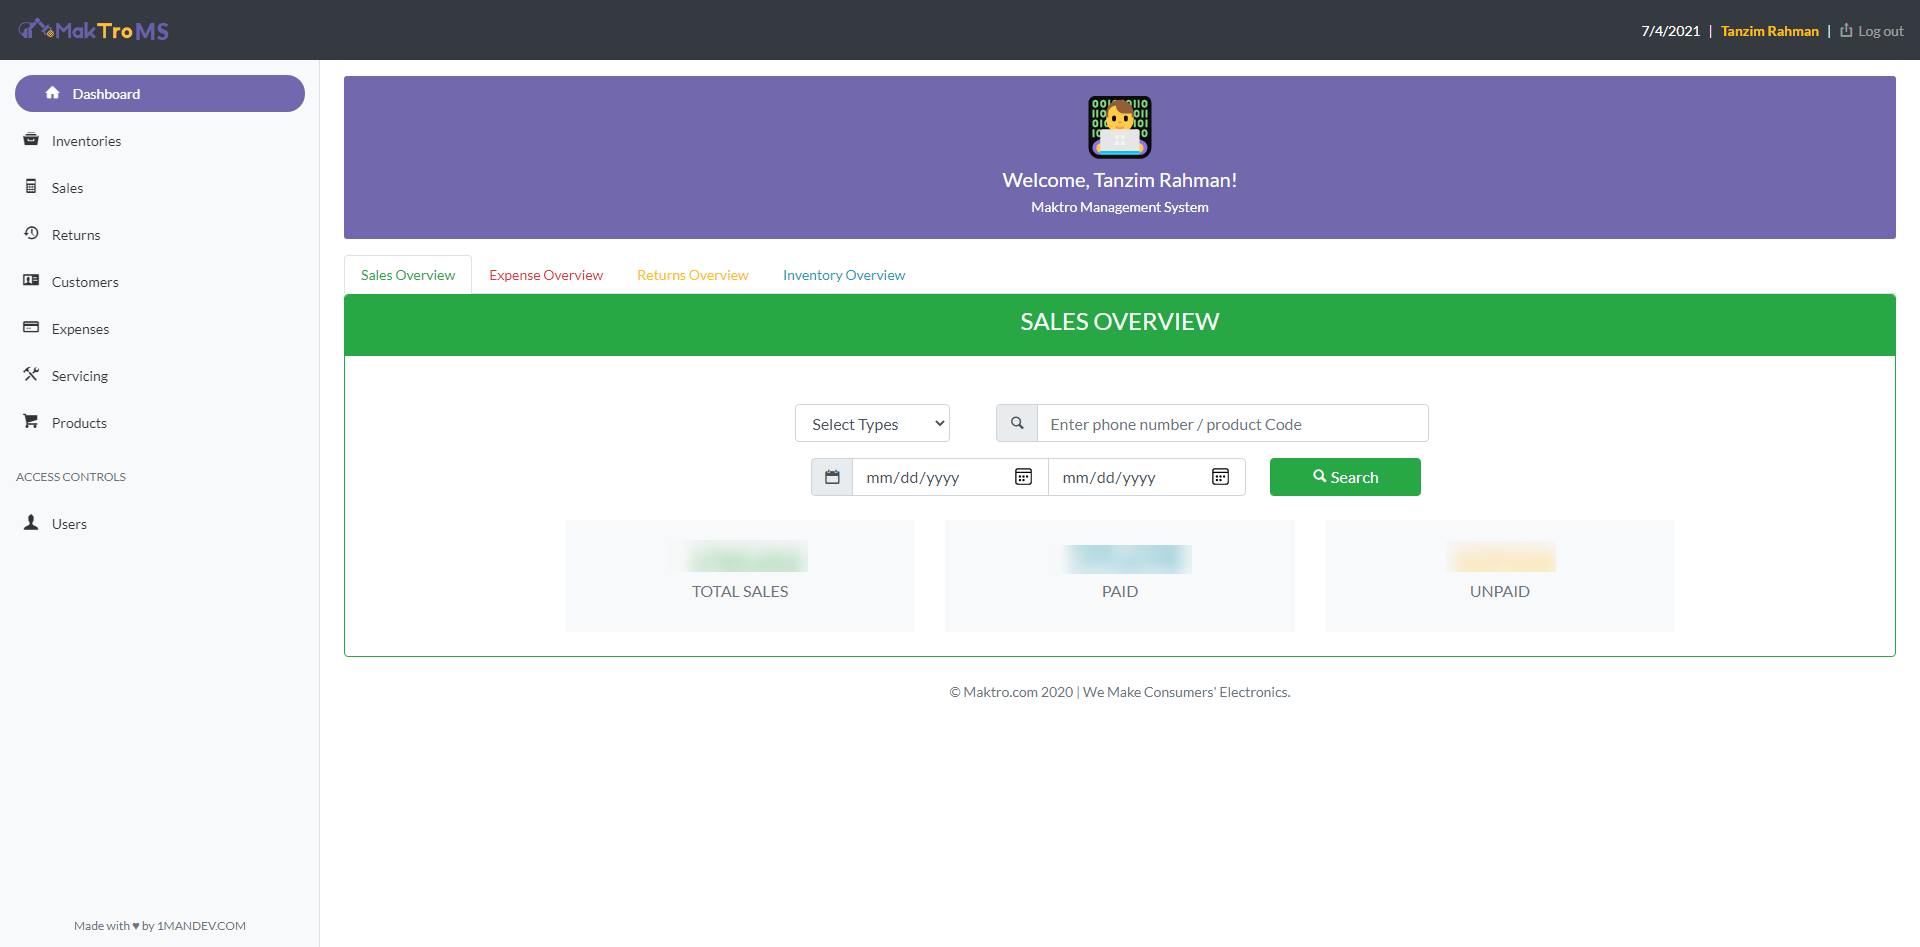 MakTroMS
7/4/2021 | Tanzim Rahman | Log out
Dashboard
Inventories
Sales
Returns
Customers
Expenses
Servicing
Products
ACCESS CONTROLS
Users
Made with ♥ by 1MANDEV.COM
Welcome, Tanzim Rahman!
Maktro Management System
Sales Overview Expense Overview Returns Overview Inventory Overview
SALES OVERVIEW
Select Types Enter phone number / product Code
mm/dd/yyyy mm/dd/yyyy Search
TOTAL SALES PAID UNPAID
© Maktro.com 2020 | We Make Consumers' Electronics.